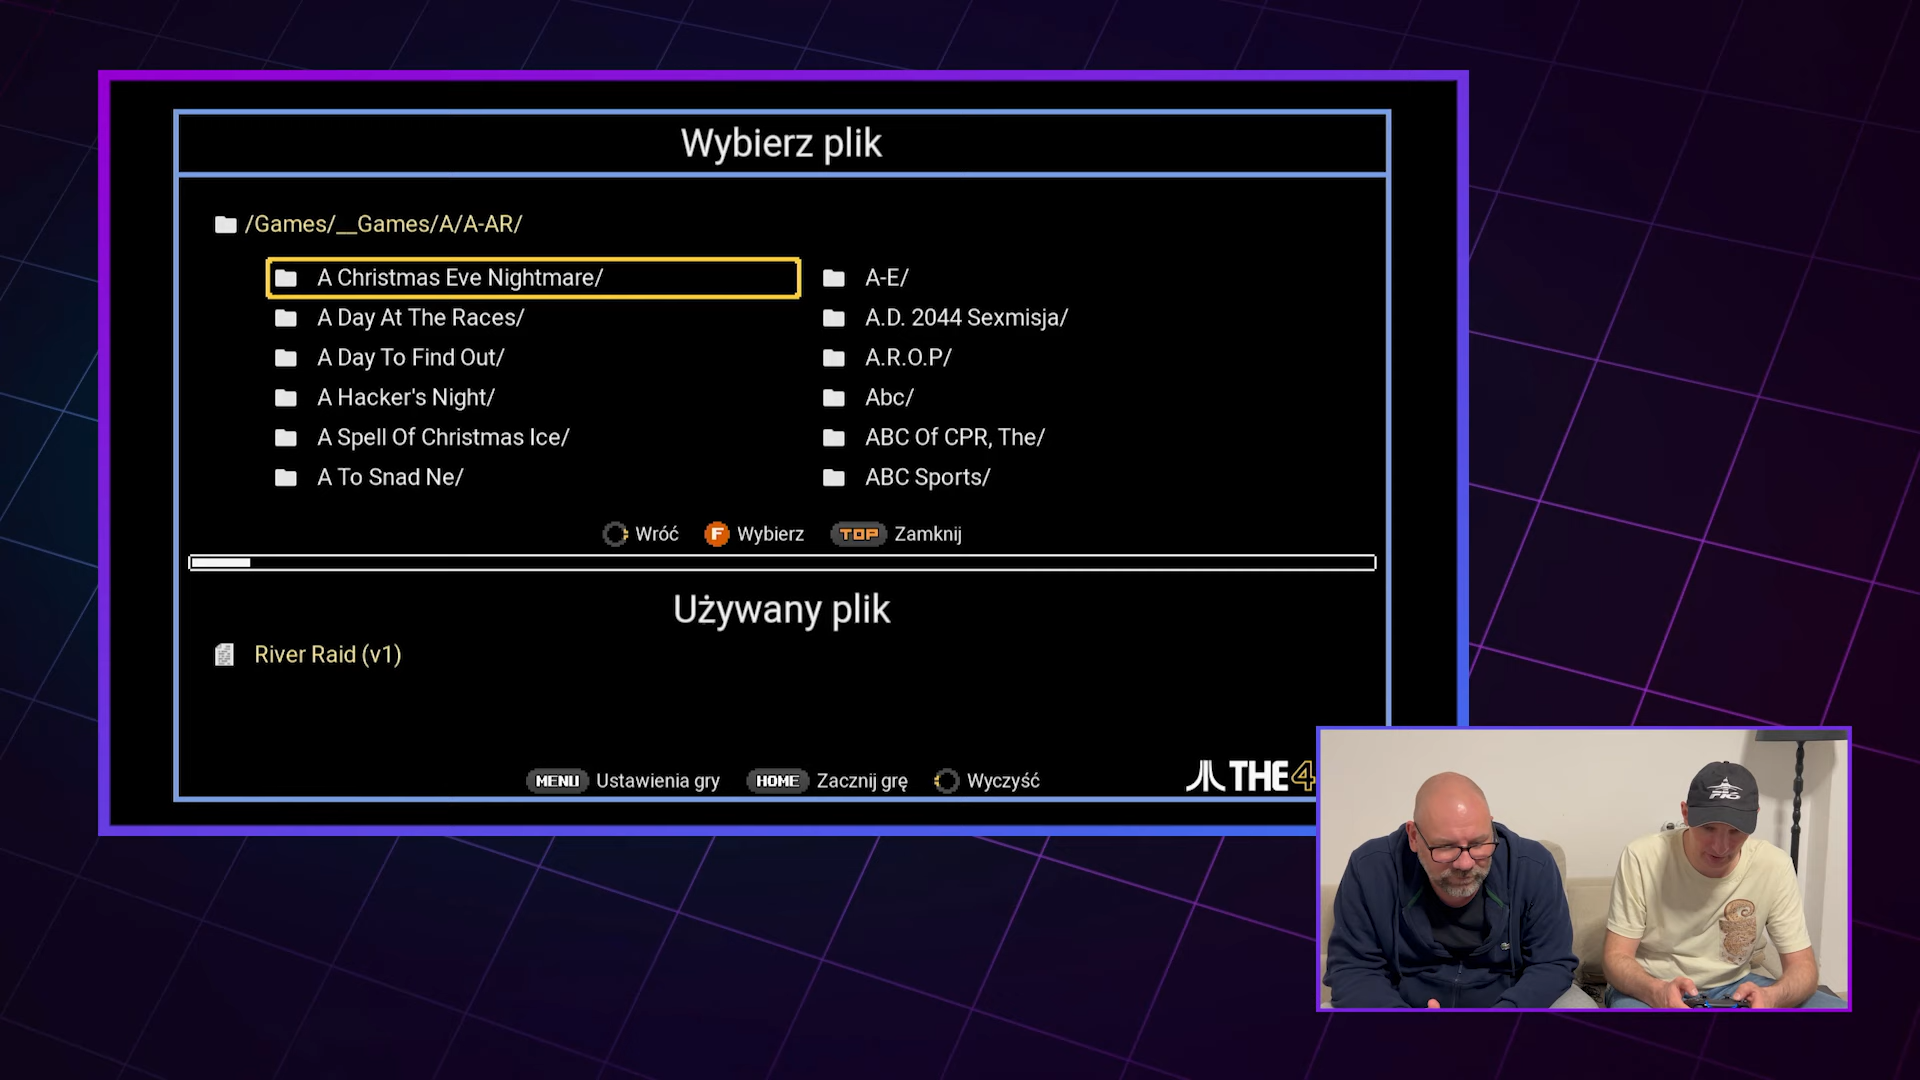 Wybierz plik
/Games/__Games/A/A-AR/
A Christmas Eve Nightmare/
A Day At The Races/
A Day To Find Out/
A Hacker's Night/
A Spell Of Christmas Ice/
A To Snad Ne/
A-E/
A.D. 2044 Sexmisja/
A.R.O.P/
Abc/
ABC Of CPR, The/
ABC Sports/
Wróć F Wybierz TOP Zamknij
Używany plik
River Raid (v1)
MENU Ustawienia gry HOME Zacznij grę Wyczyść
THE4